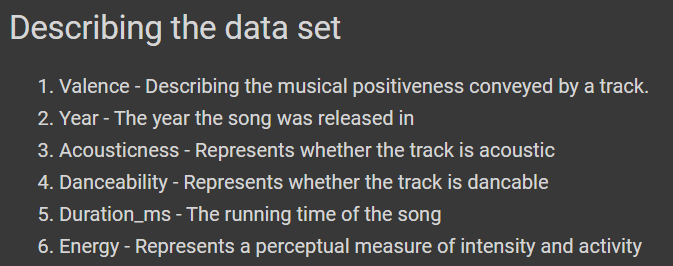 Describing the data set
1. Valence - Describing the musical positiveness conveyed by a track.
2. Year - The year the song was released in
3. Acousticness - Represents whether the track is acoustic
4. Danceability - Represents whether the track is dancable
5. Duration_ms - The running time of the song
6. Energy - Represents a perceptual measure of intensity and activity